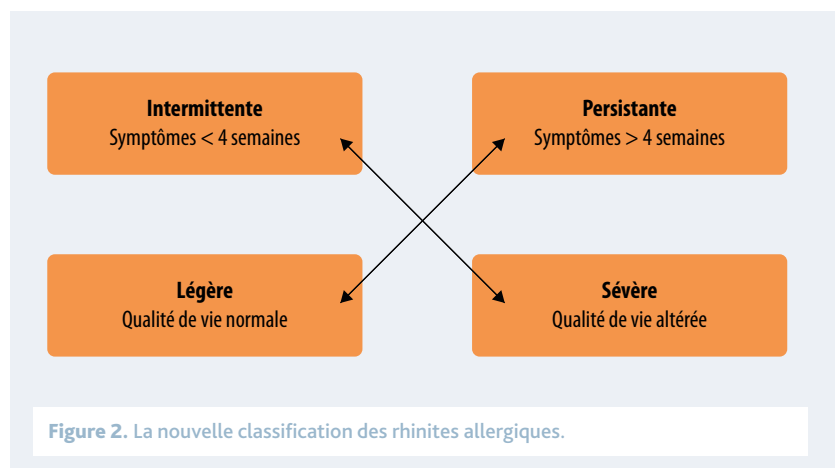 Intermittente
Symptômes < 4 semaines
Persistante
Symptômes > 4 semaines
Légère
Qualité de vie normale
Sévère
Qualité de vie altérée
Figure 2. La nouvelle classification des rhinites allergiques.